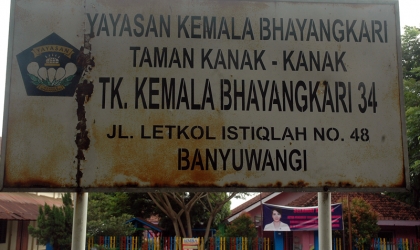 YAYASAN KEMALA BHAYANGKARI
TAMAN KANAK - KANAK
TK. KEMALA BHAYANGKARI 34
JL. LETKOL ISTIQLAH NO. 48
BANYUWANGI